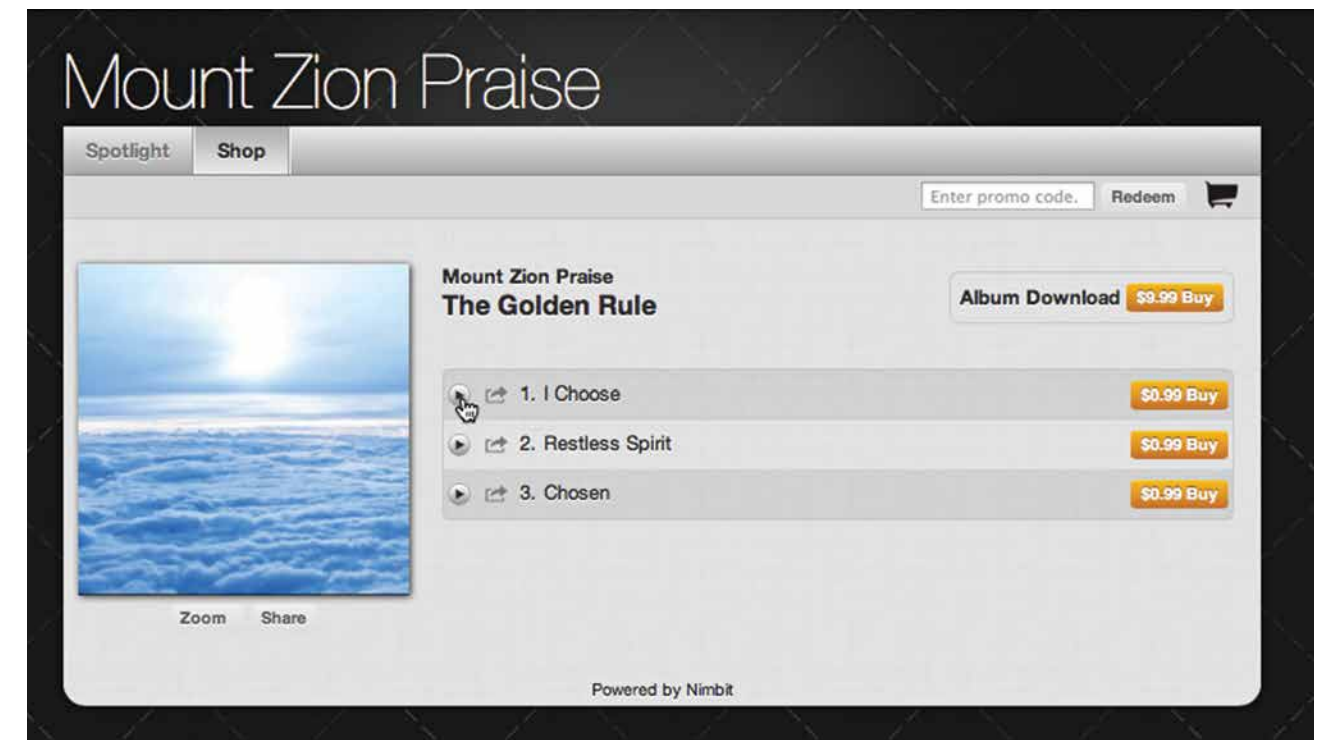 Mount Zion Praise
Spotlight Shop
Enter promo code. Redeem
Mount Zion Praise
The Golden Rule
Album Download $9.99 Buy
1. I Choose $0.99 Buy
2. Restless Spirit $0.99 Buy
3. Chosen $0.99 Buy
Zoom Share
Powered by Nimbit